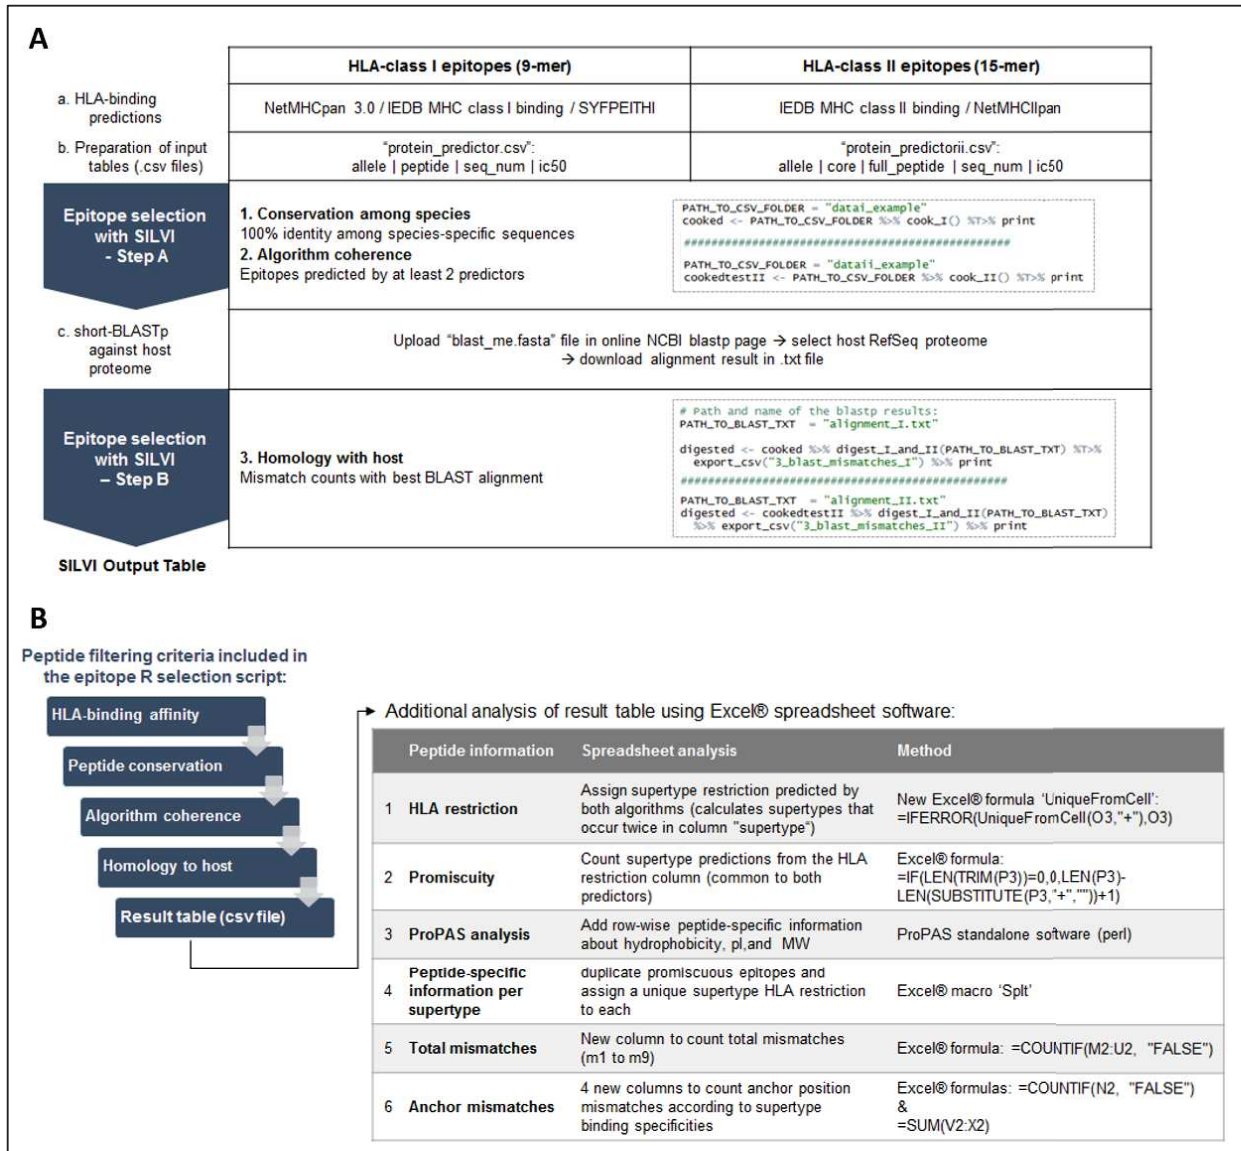 A
HLA-class I epitopes (9-mer)
HLA-class II epitopes (15-mer)
a. HLA-binding
predictions
NetMHCpan 3.0 / IEDB MHC class I binding / SYFPEITHI
IEDB MHC class II binding / NetMHCIIpan
b. Preparation of input
tables (.csv files)
“protein_predictor.csv”:
allele | peptide | seq_num | ic50
“protein_predictorii.csv”:
allele | core | full_peptide | seq_num | ic50
Epitope selection
with SILVI
- Step A
1. Conservation among species
100% identity among species-specific sequences
2. Algorithm coherence
Epitopes predicted by at least 2 predictors
PATH_TO_CSV_FOLDER = "datai_example"
cooked <- PATH_TO_CSV_FOLDER %>% cook_I() %T>% print
################################################
PATH_TO_CSV_FOLDER = "dataii_example"
cookedtestII <- PATH_TO_CSV_FOLDER %>% cook_II() %T>% print
c. short-BLASTp
against host
proteome
Upload “blast_me.fasta” file in online NCBI blastp page → select host RefSeq proteome
→ download alignment result in .txt file
Epitope selection
with SILVI
– Step B
3. Homology with host
Mismatch counts with best BLAST alignment
# Path and name of the blastp results:
PATH_TO_BLAST_TXT = "alignment_I.txt"
digested <- cooked %>% digest_I_and_II(PATH_TO_BLAST_TXT) %T>%
export_csv("3_blast_mismatches_I") %>% print
################################################
PATH_TO_BLAST_TXT = "alignment_II.txt"
digested <- cookedtestII %>% digest_I_and_II(PATH_TO_BLAST_TXT)
%>% export_csv("3_blast_mismatches_II") %>% print
SILVI Output Table
B
Peptide filtering criteria included in
the epitope R selection script:
HLA-binding affinity
Peptide conservation
Algorithm coherence
Homology to host
Result table (csv file)
Additional analysis of result table using Excel® spreadsheet software:
Peptide information
Spreadsheet analysis
Method
1
HLA restriction
Assign supertype restriction predicted by
both algorithms (calculates supertypes that
occur twice in column "supertype“)
New Excel® formula ‘UniqueFromCell’:
=IFERROR(UniqueFromCell(O3,"+"),O3)
2
Promiscuity
Count supertype predictions from the HLA
restriction column (common to both
predictors)
Excel® formula:
=IF(LEN(TRIM(P3))=0,0,LEN(P3)-
LEN(SUBSTITUTE(P3,"+",""))+1)
3
ProPAS analysis
Add row-wise peptide-specific information
about hydrophobicity, pI,and MW
ProPAS standalone software (perl)
4
Peptide-specific
information per
supertype
duplicate promiscuous epitopes and
assign a unique supertype HLA restriction
to each
Excel® macro ‘Splt’
5
Total mismatches
New column to count total mismatches
(m1 to m9)
Excel® formula: =COUNTIF(M2:U2, "FALSE")
6
Anchor mismatches
4 new columns to count anchor position
mismatches according to supertype
binding specificities
Excel® formulas: =COUNTIF(N2, "FALSE")
&
=SUM(V2:X2)